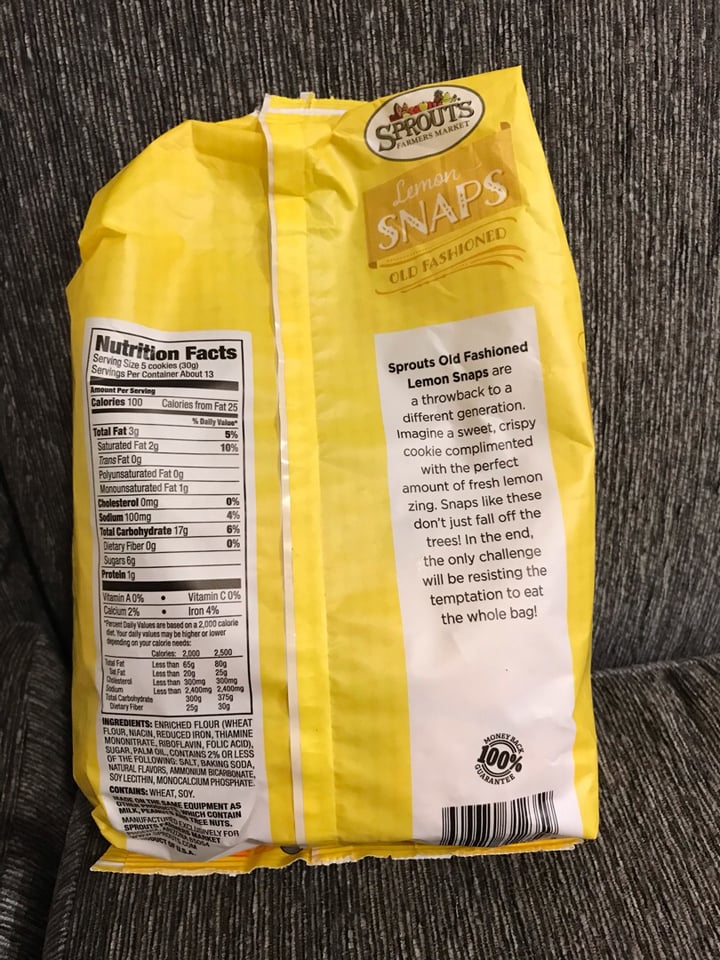 SPROUTS
FARMERS MARKET
Lemon
SNAPS
OLD FASHIONED
Nutrition Facts
Serving Size 5 cookies (30g)
Servings Per Container About 13
Amount Per Serving
Calories 100 Calories from Fat 25
% Daily Value*
Total Fat 3g 5%
Saturated Fat 2g 10%
Trans Fat 0g
Polyunsaturated Fat 0g
Monounsaturated Fat 1g
Cholesterol 0mg 0%
Sodium 100mg 4%
Total Carbohydrate 17g 6%
Dietary Fiber 0g 0%
Sugars 6g
Protein 1g
Vitamin A 0% • Vitamin C 0%
Calcium 2% • Iron 4%
*Percent Daily Values are based on a 2,000 calorie
diet. Your daily values may be higher or lower
depending on your calorie needs:
Calories: 2,000 2,500
Total Fat Less than 65g 80g
Sat Fat Less than 20g 25g
Cholesterol Less than 300mg 300mg
Sodium Less than 2,400mg 2,400mg
Total Carbohydrate 300g 375g
Dietary Fiber 25g 30g
INGREDIENTS: ENRICHED FLOUR (WHEAT
FLOUR, NIACIN, REDUCED IRON, THIAMINE
MONONITRATE, RIBOFLAVIN, FOLIC ACID),
SUGAR, PALM OIL, CONTAINS 2% OR LESS
OF THE FOLLOWING: SALT, BAKING SODA,
NATURAL FLAVORS, AMMONIUM BICARBONATE,
SOY LECITHIN, MONOCALCIUM PHOSPHATE.
CONTAINS: WHEAT, SOY.
MADE ON THE SAME EQUIPMENT AS
OTHER WHICH CONTAIN
MILK, TREE NUTS.
MANUFACTURED EXCLUSIVELY FOR
SPROUTS MARKET
OF U.S.A.
Sprouts Old Fashioned
Lemon Snaps are
a throwback to a
different generation.
Imagine a sweet, crispy
cookie complimented
with the perfect
amount of fresh lemon
zing. Snaps like these
don't just fall off the
trees! In the end,
the only challenge
will be resisting the
temptation to eat
the whole bag!
MONEY BACK
100%
GUARANTEE